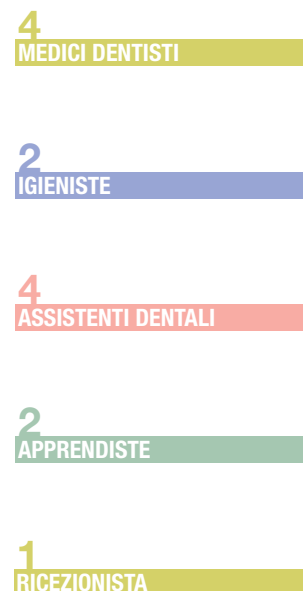 4
MEDICI DENTISTI
2
IGIENISTE
4
ASSISTENTI DENTALI
2
APPRENDISTE
1
RICEZIONISTA